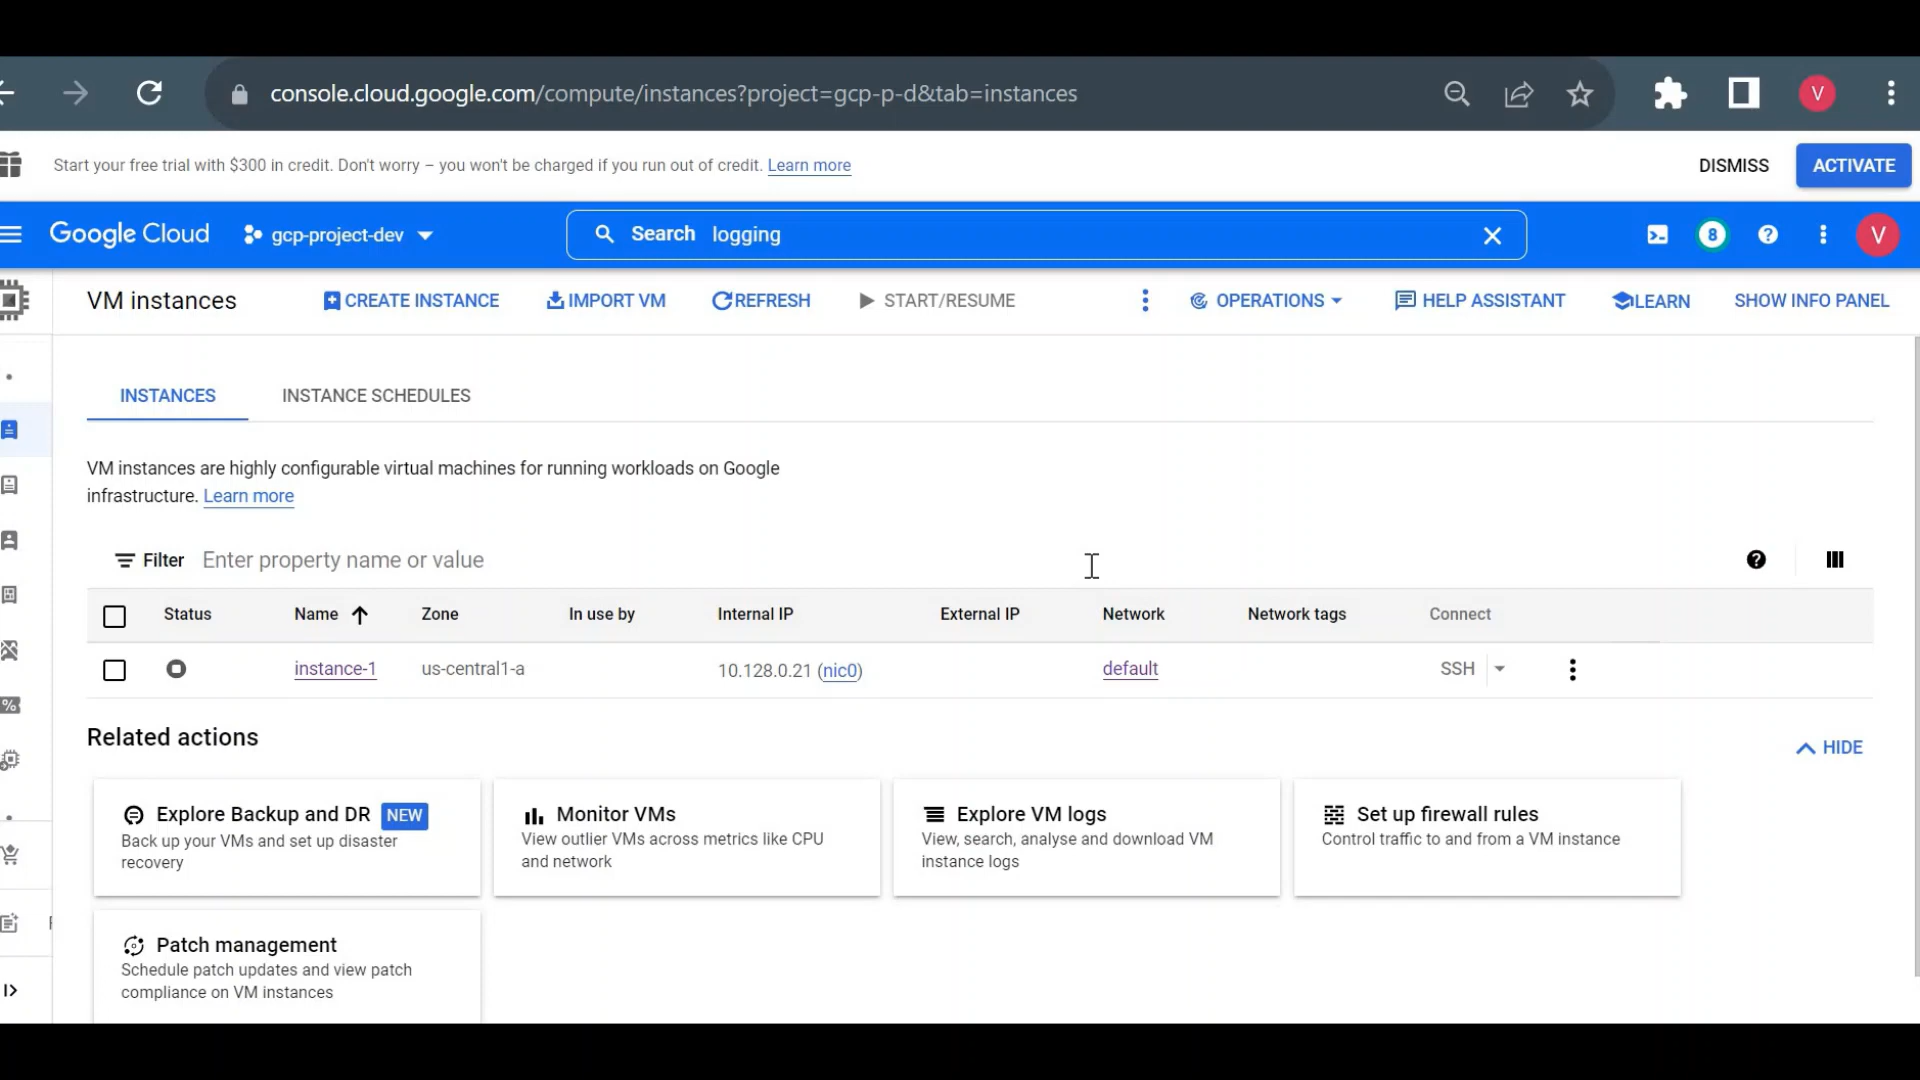 console.cloud.google.com/compute/instances?project=gcp-p-d&tab=instances
V
Start your free trial with $300 in credit. Don't worry – you won't be charged if you run out of credit. Learn more
DISMISS
ACTIVATE
Google Cloud
gcp-project-dev
Search logging
8
V
VM instances
CREATE INSTANCE
IMPORT VM
REFRESH
START/RESUME
OPERATIONS
HELP ASSISTANT
LEARN
SHOW INFO PANEL
INSTANCES
INSTANCE SCHEDULES
VM instances are highly configurable virtual machines for running workloads on Google
infrastructure. Learn more
Filter Enter property name or value
Status Name Zone In use by Internal IP External IP Network Network tags Connect
instance-1 us-central1-a 10.128.0.21 (nic0) default SSH
Related actions
HIDE
Explore Backup and DR NEW
Back up your VMs and set up disaster
recovery
Monitor VMs
View outlier VMs across metrics like CPU
and network
Explore VM logs
View, search, analyse and download VM
instance logs
Set up firewall rules
Control traffic to and from a VM instance
Patch management
Schedule patch updates and view patch
compliance on VM instances